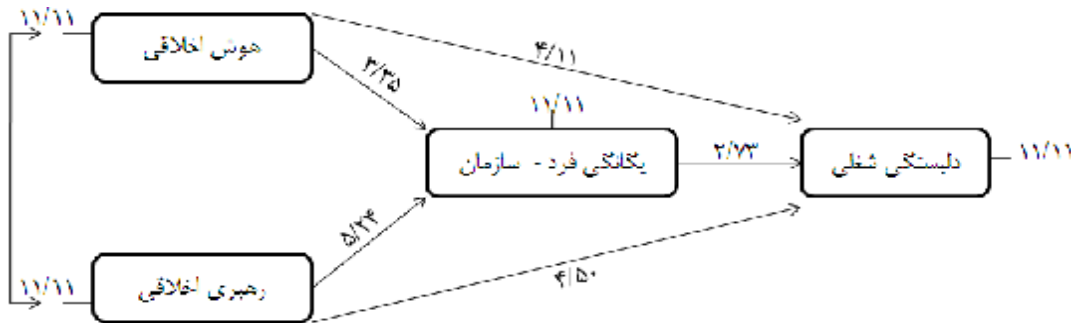 ۱۱/۱۱
هوش اخلاقی
۴/۱۱
۳/۳۵
۱۱/۱۱
یگانگی فرد - سازمان
۲/۷۳
دلبستگی شغلی
۱۱/۱۱
۵/۲۴
۴/۵۰
۱۱/۱۱
رهبری اخلاقی